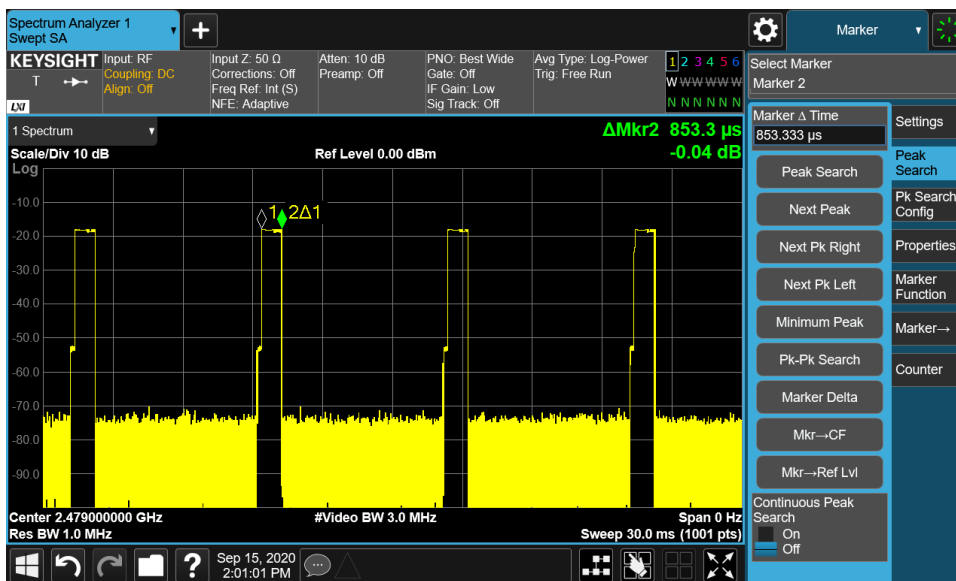 Spectrum Analyzer 1
Swept SA
+
Marker
KEYSIGHT
T
LXI
Input: RF
Coupling: DC
Align: Off
Input Z: 50 Ω
Corrections: Off
Freq Ref: Int (S)
NFE: Adaptive
Atten: 10 dB
Preamp: Off
PNO: Best Wide
Gate: Off
IF Gain: Low
Sig Track: Off
Avg Type: Log-Power
Trig: Free Run
1 2 3 4 5 6
W W W W W W
N N N N N N
Select Marker
Marker 2
1 Spectrum
ΔMkr2 853.3 µs
Scale/Div 10 dB
Ref Level 0.00 dBm
-0.04 dB
Log
-10.0
-20.0
-30.0
-40.0
-50.0
-60.0
-70.0
-80.0
-90.0
1
2Δ1
Center 2.479000000 GHz
#Video BW 3.0 MHz
Span 0 Hz
Res BW 1.0 MHz
Sweep 30.0 ms (1001 pts)
Marker Δ Time
853.333 µs
Peak Search
Next Peak
Next Pk Right
Next Pk Left
Minimum Peak
Pk-Pk Search
Marker Delta
Mkr→CF
Mkr→Ref Lvl
Continuous Peak
Search
On
Off
Settings
Peak
Search
Pk Search
Config
Properties
Marker
Function
Marker→
Counter
?
Sep 15, 2020
2:01:01 PM